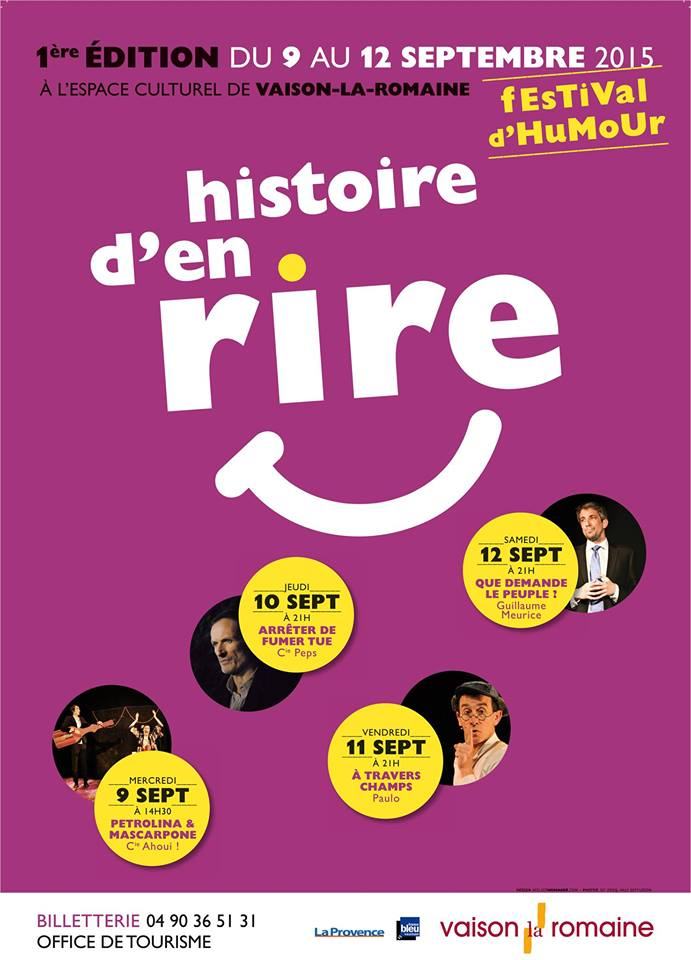 1ère ÉDITION DU 9 AU 12 SEPTEMBRE 2015
À L'ESPACE CULTUREL DE VAISON-LA-ROMAINE
fEsTiVal
d'HuMoUr
histoire
d'en
rire
SAMEDI
12 SEPT
À 21H
QUE DEMANDE
LE PEUPLE ?
Guillaume
Meurice
JEUDI
10 SEPT
À 21H
ARRÊTER DE
FUMER TUE
Cie Peps
VENDREDI
11 SEPT
À 21H
À TRAVERS
CHAMPS
Paulo
MERCREDI
9 SEPT
À 14H30
PETROLINA &
MASCARPONE
Cie Ahoui !
BILLETTERIE 04 90 36 51 31
OFFICE DE TOURISME
La Provence
bleu
vaison la romaine